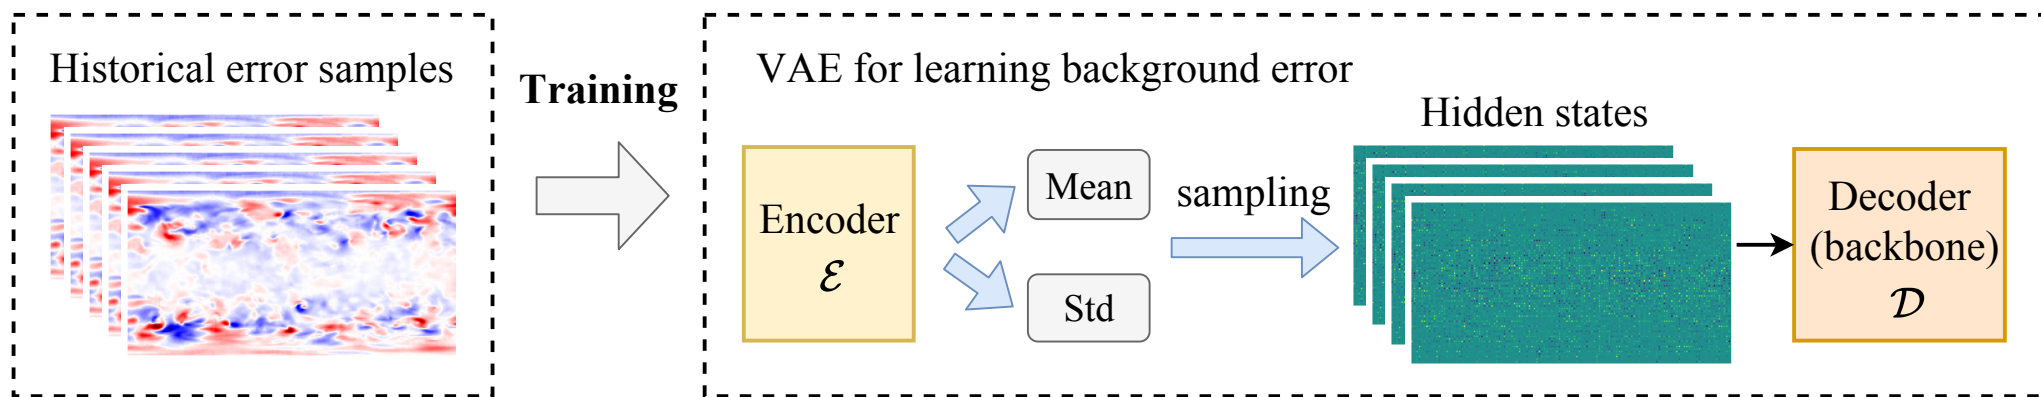 Historical error samples
Training
VAE for learning background error
Encoder
ℰ
Mean
Std
sampling
Hidden states
Decoder
(backbone)
𝒟